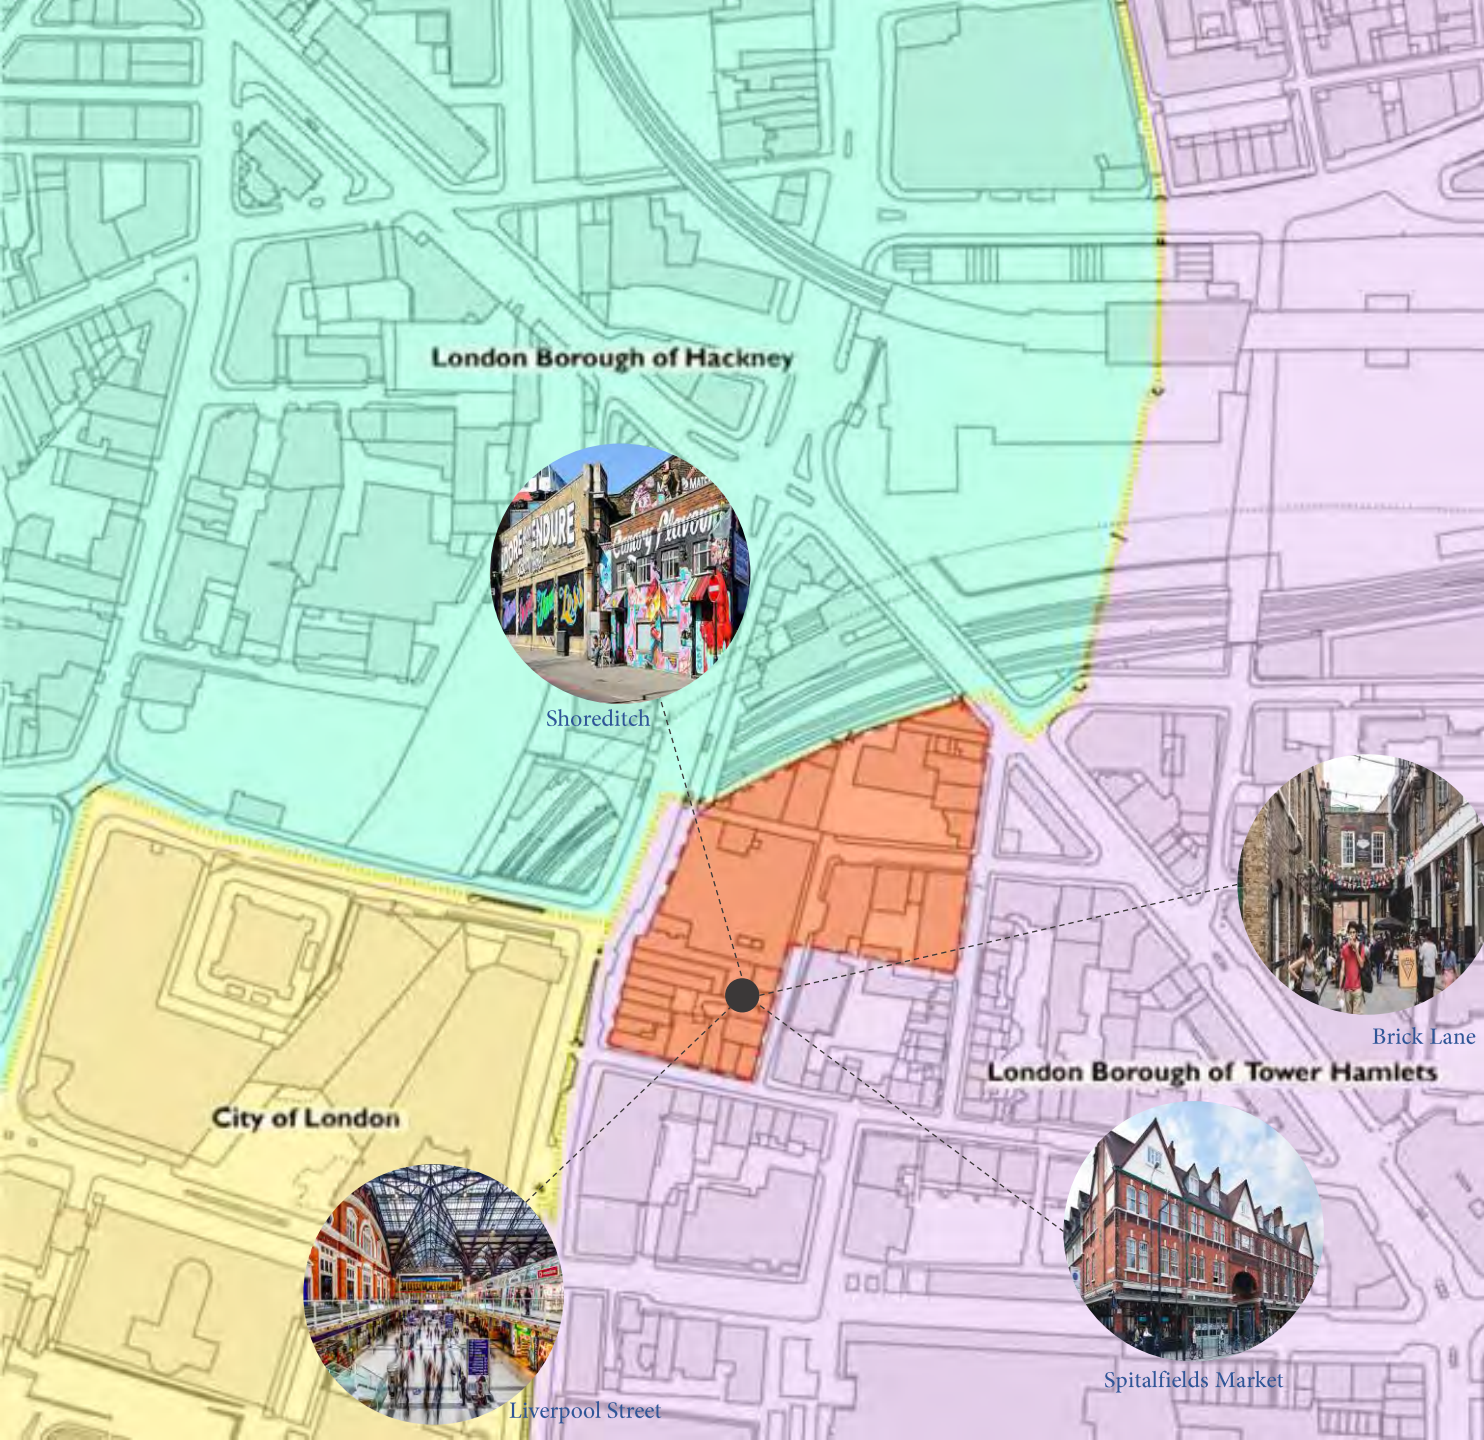 London Borough of Hackney
ENDURE
Shoreditch
Brick Lane
London Borough of Tower Hamlets
City of London
Spitalfields Market
Liverpool Street